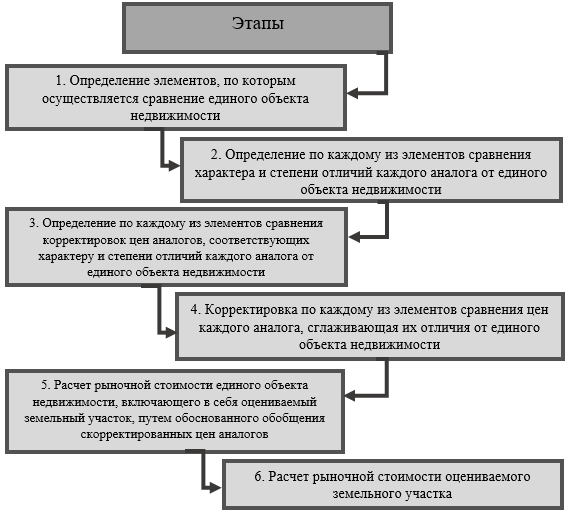 Этапы
1. Определение элементов, по которым
осуществляется сравнение единого объекта
недвижимости
2. Определение по каждому из элементов сравнения
характера и степени отличий каждого аналога от единого
объекта недвижимости
3. Определение по каждому из элементов сравнения
корректировок цен аналогов, соответствующих
характеру и степени отличий каждого аналога от
единого объекта недвижимости
4. Корректировка по каждому из элементов сравнения цен
каждого аналога, сглаживающая их отличия от единого
объекта недвижимости
5. Расчет рыночной стоимости единого объекта
недвижимости, включающего в себя оцениваемый
земельный участок, путем обоснованного обобщения
скорректированных цен аналогов
6. Расчет рыночной стоимости оцениваемого
земельного участка